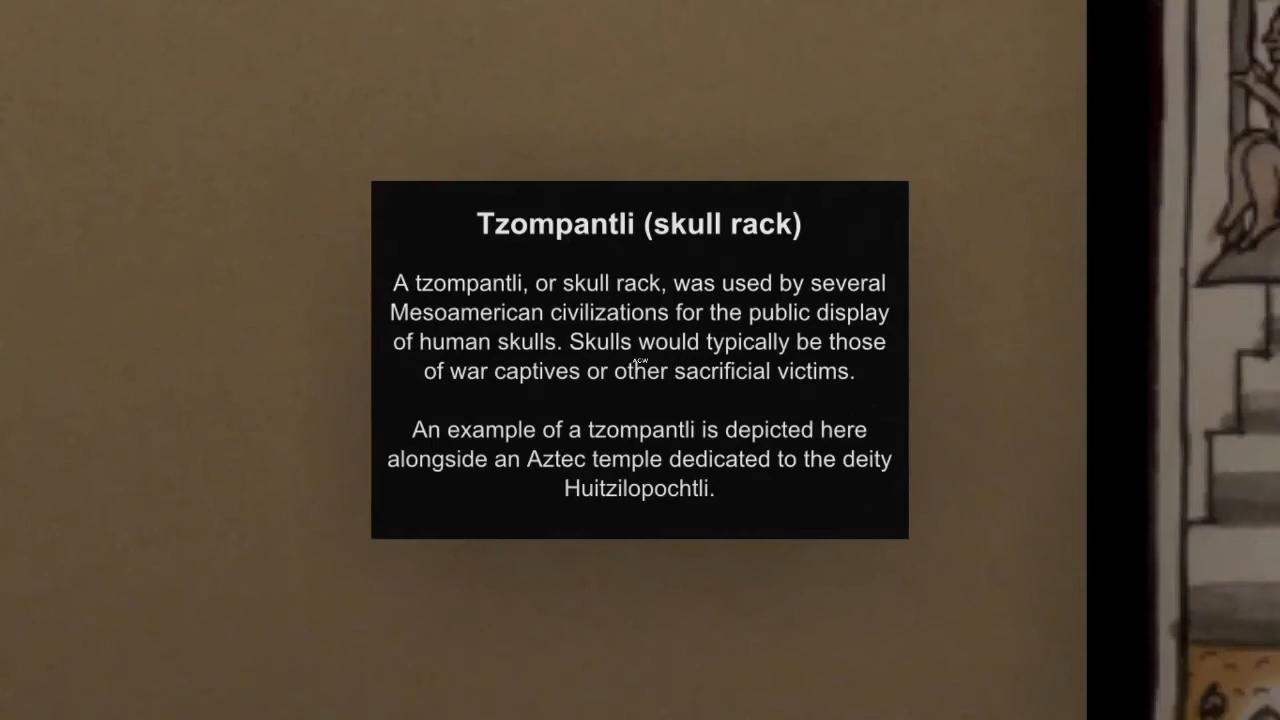 Tzompantli (skull rack)
A tzompantli, or skull rack, was used by several
Mesoamerican civilizations for the public display
of human skulls. Skulls would typically be those
of war captives or other sacrificial victims.
An example of a tzompantli is depicted here
alongside an Aztec temple dedicated to the deity
Huitzilopochtli.